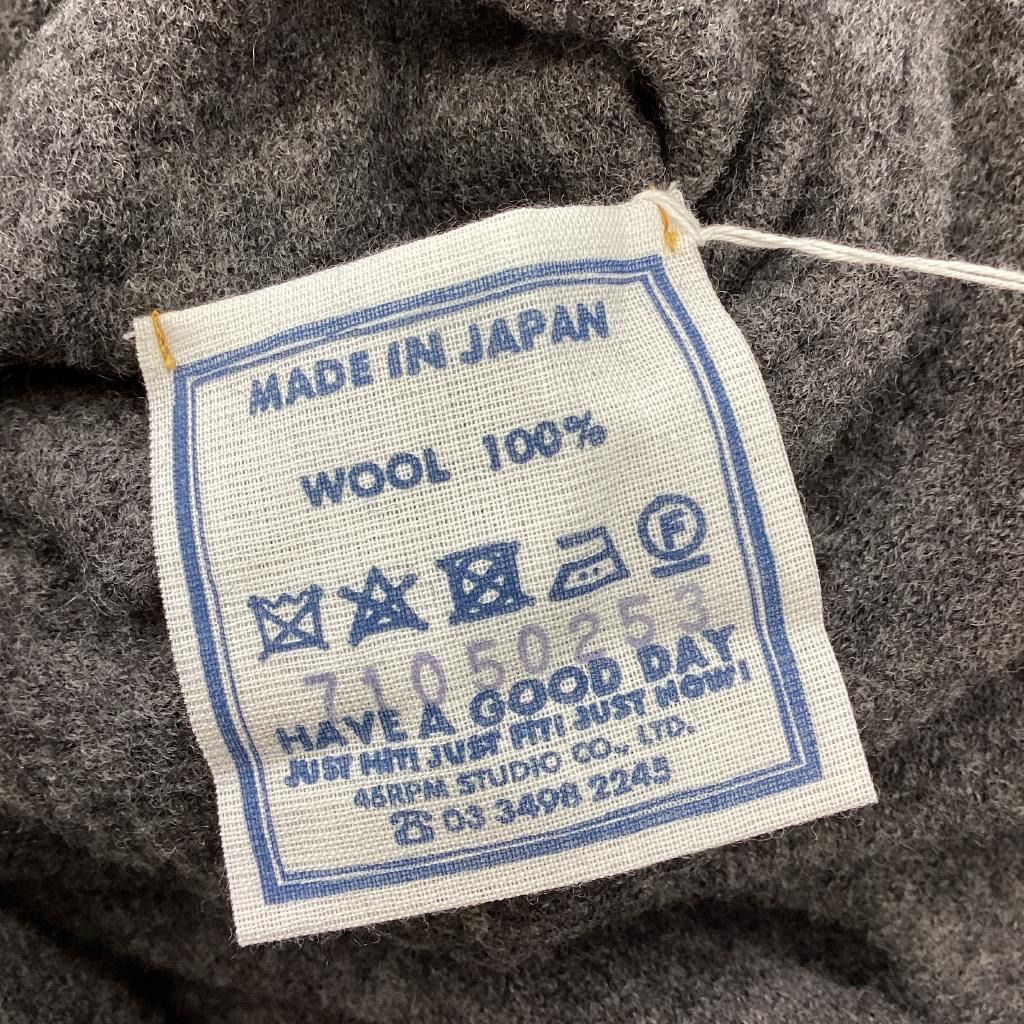 MADE IN JAPAN
WOOL 100%
F
71050253
HAVE A GOOD DAY
JUST HIT! JUST FIT! JUST NOW!
45RPM STUDIO CO., LTD.
☎ 03 3498 2245